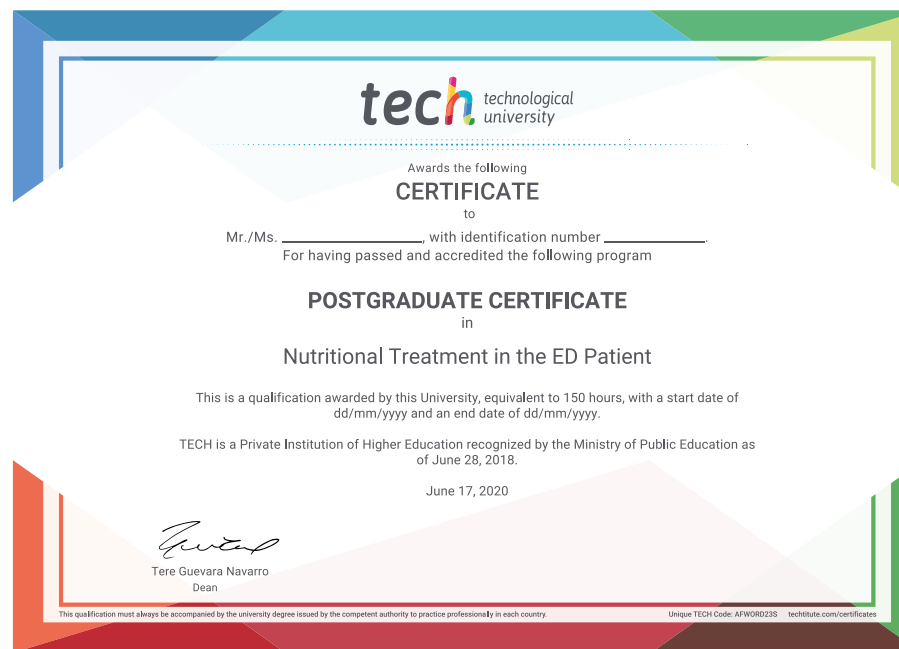 tech technological
university
Awards the following
CERTIFICATE
to
Mr./Ms. ____________________, with identification number _______________.
For having passed and accredited the following program
POSTGRADUATE CERTIFICATE
in
Nutritional Treatment in the ED Patient
This is a qualification awarded by this University, equivalent to 150 hours, with a start date of
dd/mm/yyyy and an end date of dd/mm/yyyy.
TECH is a Private Institution of Higher Education recognized by the Ministry of Public Education as
of June 28, 2018.
June 17, 2020
Tere Guevara Navarro
Dean
This qualification must always be accompanied by the university degree issued by the competent authority to practice professionally in each country. Unique TECH Code: AFWORD23S techtitute.com/certificates